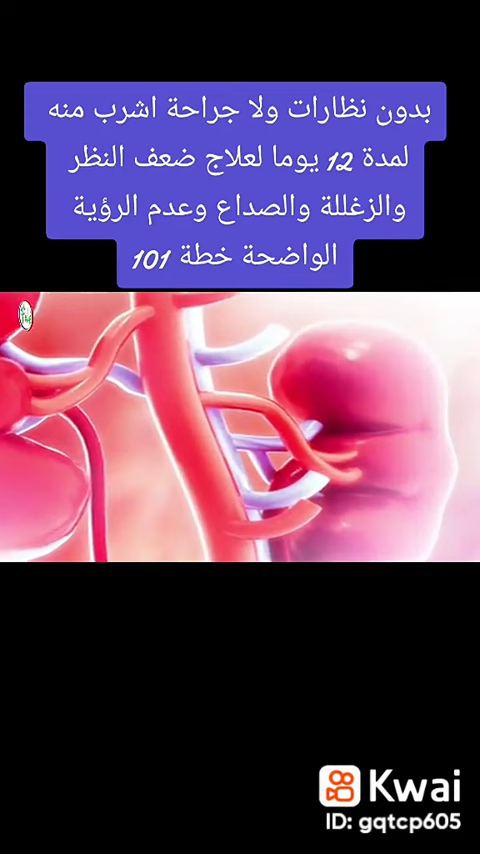 بدون نظارات ولا جراحة اشرب منه
لمدة 12 يوما لعلاج ضعف النظر
والزغللة والصداع وعدم الرؤية
الواضحة خطة 101
Kwai
ID: gqtcp605